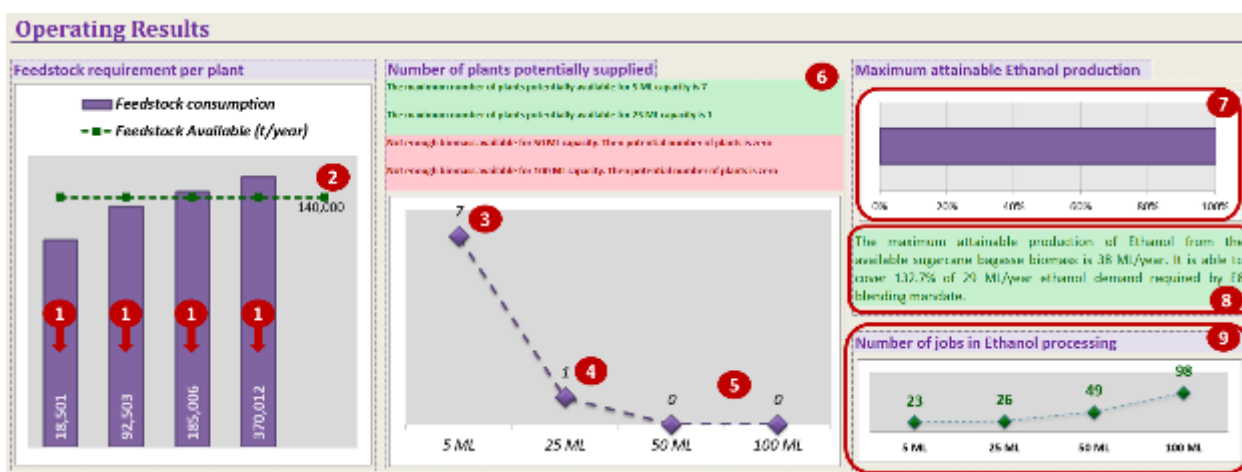 Operating Results
Feedstock requirement per plant
Feedstock consumption
Feedstock Available (t/year)
2
140,000
1
1
1
1
18,501
92,503
185,006
370,012
Number of plants potentially supplied
6
The maximum number of plants potentially available for 5 ML capacity is 7
The maximum number of plants potentially available for 25 ML capacity is 1
Not enough biomass available for 50 ML capacity. Then potential number of plants is zero
Not enough biomass available for 100 ML capacity. Then potential number of plants is zero
7
3
1
4
0
5
0
5 ML
25 ML
50 ML
100 ML
Maximum attainable Ethanol production
7
0%
20%
40%
60%
80%
100%
The maximum attainable production of Ethanol from the
available sugarcane bagasse biomass is 38 ML/year. It is able to
cover 132.7% of 29 ML/year ethanol demand required by E8
blending mandate.
8
Number of jobs in Ethanol processing
9
23
26
49
98
5 ML
25 ML
50 ML
100 ML